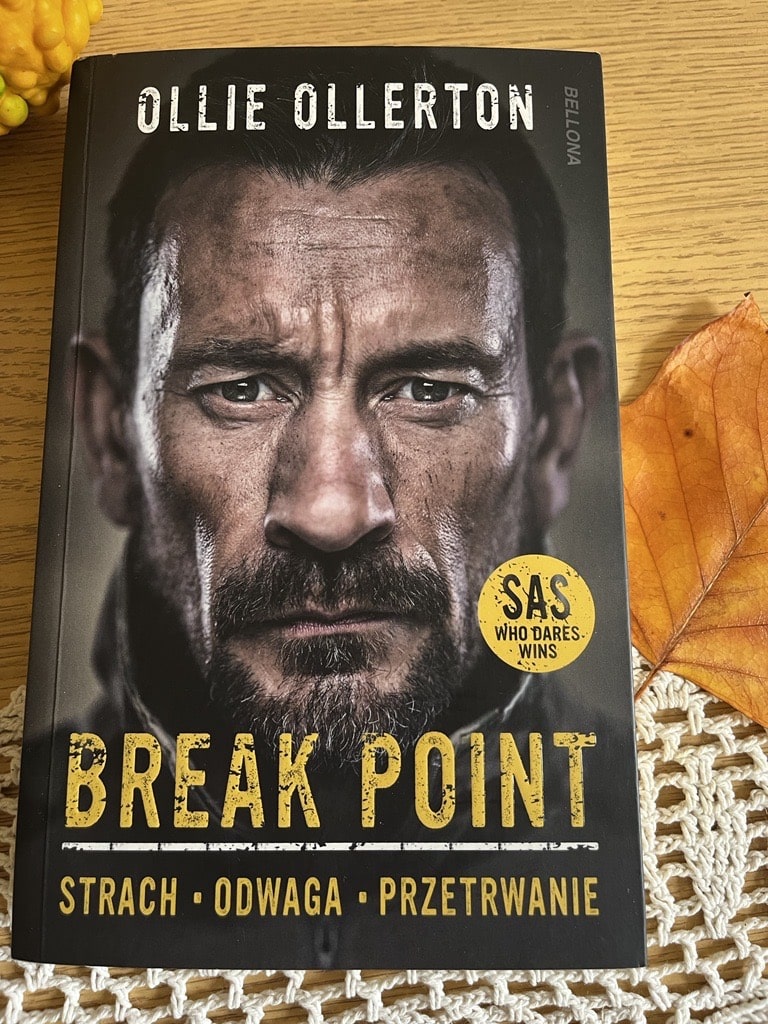 OLLIE OLLERTON
BELLONA
SAS
WHO DARES
WINS
BREAK POINT
STRACH · ODWAGA · PRZETRWANIE